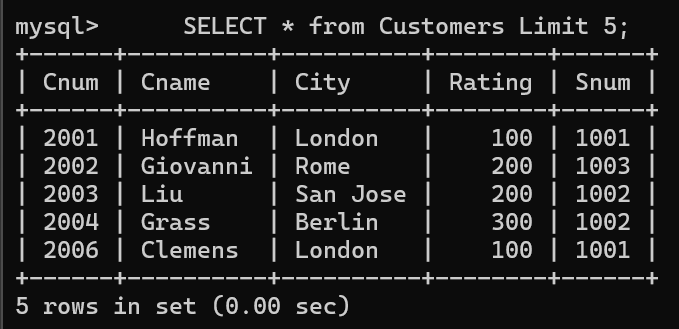 mysql>      SELECT * from Customers Limit 5;
+------+----------+----------+--------+------+
| Cnum | Cname    | City     | Rating | Snum |
+------+----------+----------+--------+------+
| 2001 | Hoffman  | London   |    100 | 1001 |
| 2002 | Giovanni | Rome     |    200 | 1003 |
| 2003 | Liu      | San Jose |    200 | 1002 |
| 2004 | Grass    | Berlin   |    300 | 1002 |
| 2006 | Clemens  | London   |    100 | 1001 |
+------+----------+----------+--------+------+
5 rows in set (0.00 sec)